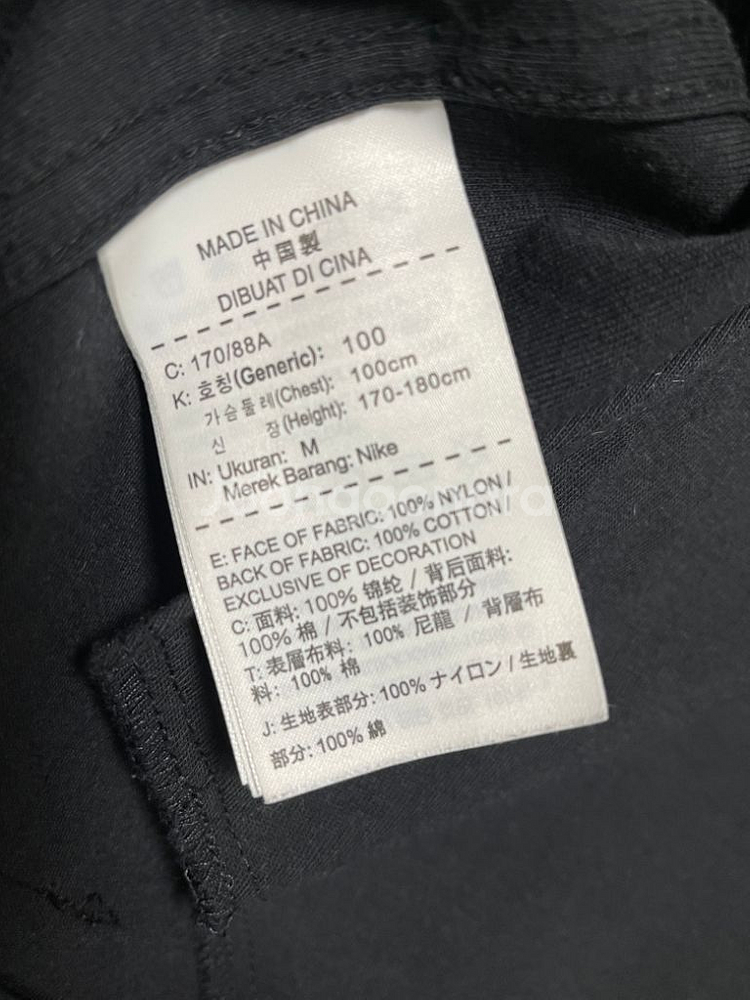 MADE IN CHINA
中国製
DIBUAT DI CINA
C: 170/88A
K: 호칭(Generic): 100
가슴둘레(Chest): 100cm
신 장(Height): 170-180cm
IN: Ukuran: M
Merek Barang: Nike
E: FACE OF FABRIC: 100% NYLON /
BACK OF FABRIC: 100% COTTON /
EXCLUSIVE OF DECORATION
C: 面料: 100% 锦纶 / 背后面料:
100% 棉 / 不包括装饰部分
T: 表層布料: 100% 尼龍 / 背層布
料: 100% 棉
J: 生地表部分: 100% ナイロン / 生地裏
部分: 100% 綿